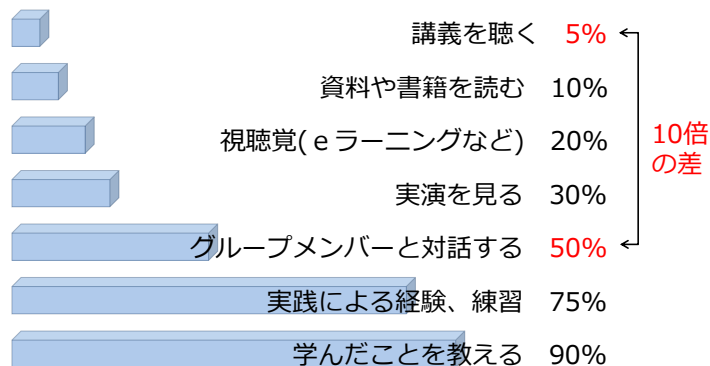 講義を聴く 5%
資料や書籍を読む 10%
視聴覚(ｅラーニングなど) 20%
実演を見る 30%
グループメンバーと対話する 50%
実践による経験、練習 75%
学んだことを教える 90%
10倍
の差